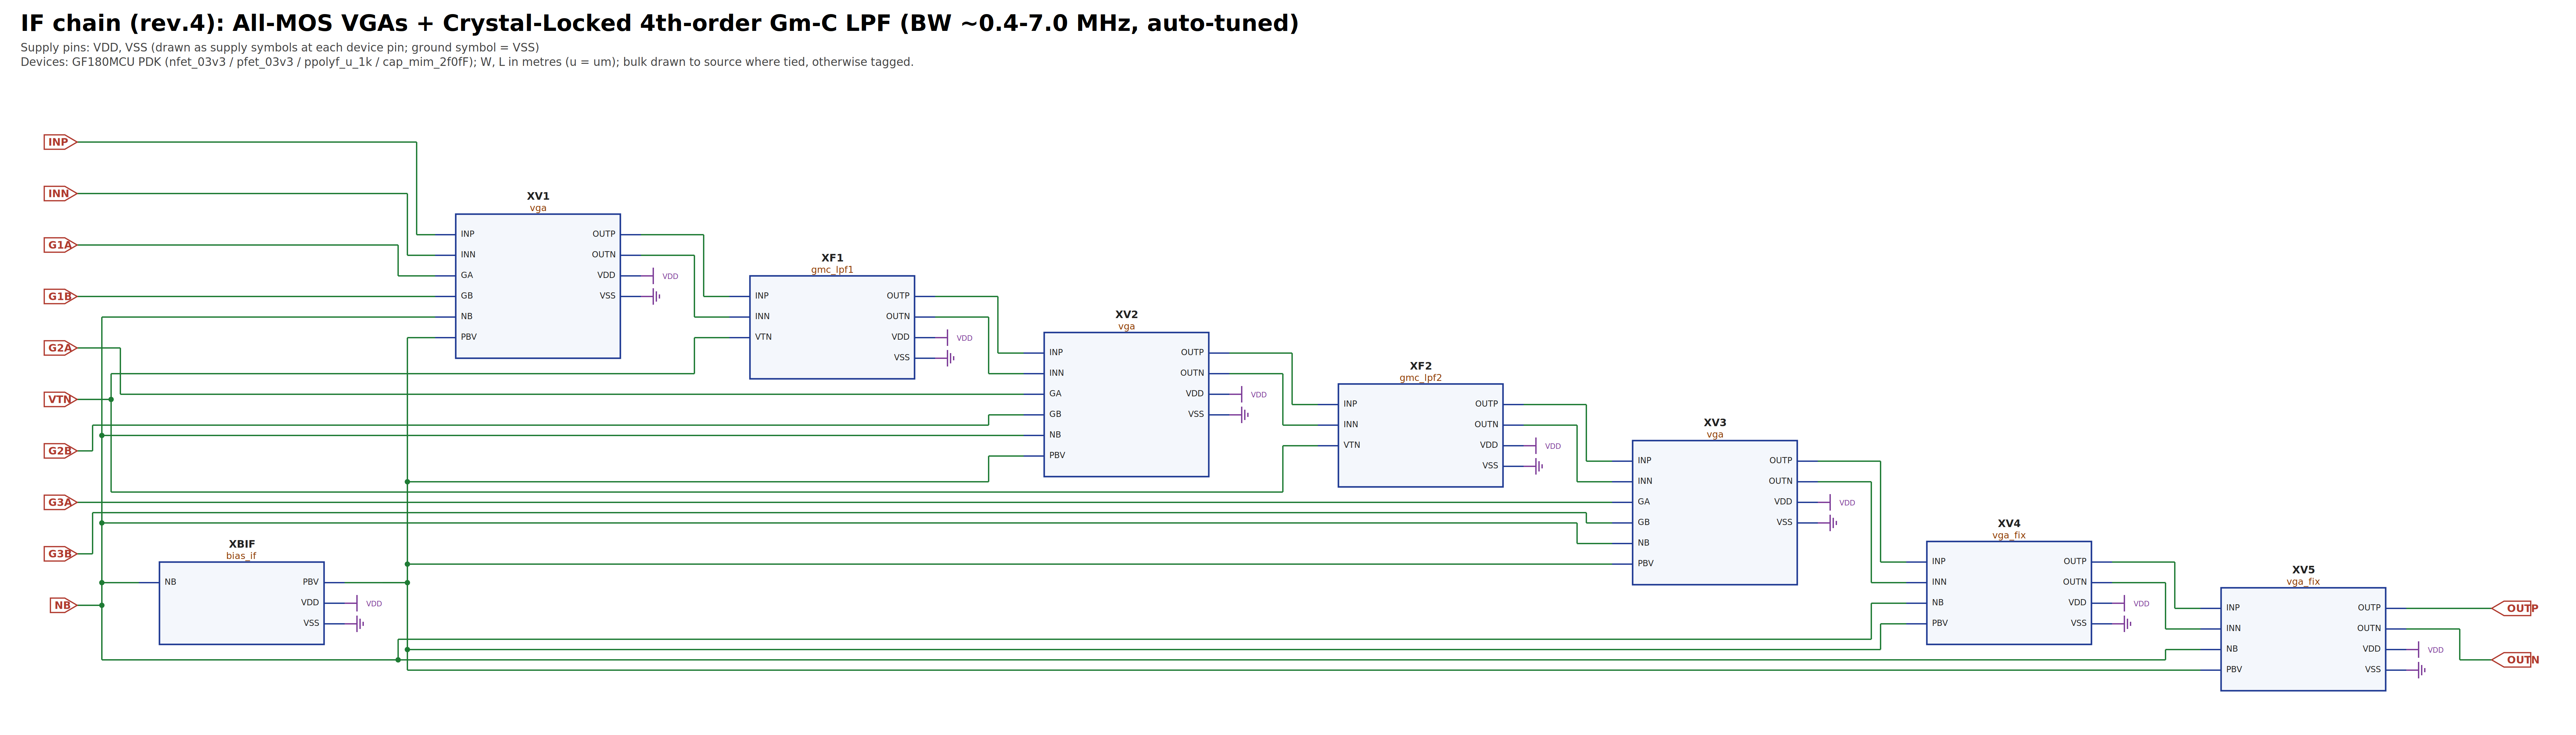 IF chain (rev.4): All-MOS VGAs + Crystal-Locked 4th-order Gm-C LPF (BW ~0.4-7.0 MHz, auto-tuned)
Supply pins: VDD, VSS (drawn as supply symbols at each device pin; ground symbol = VSS)
Devices: GF180MCU PDK (nfet_03v3 / pfet_03v3 / ppolyf_u_1k / cap_mim_2f0fF); W, L in metres (u = um); bulk drawn to source where tied, otherwise tagged.
INP
INN
G1A
G1B
G2A
VTN
G2B
G3A
G3B
NB
XBIF
bias_if
NB
PBV
VDD
VSS
VDD
XV1
vga
INP
INN
GA
GB
NB
PBV
OUTP
OUTN
VDD
VSS
VDD
XF1
gmc_lpf1
INP
INN
VTN
OUTP
OUTN
VDD
VSS
VDD
XV2
vga
INP
INN
GA
GB
NB
PBV
OUTP
OUTN
VDD
VSS
VDD
XF2
gmc_lpf2
INP
INN
VTN
OUTP
OUTN
VDD
VSS
VDD
XV3
vga
INP
INN
GA
GB
NB
PBV
OUTP
OUTN
VDD
VSS
VDD
XV4
vga_fix
INP
INN
NB
PBV
OUTP
OUTN
VDD
VSS
VDD
XV5
vga_fix
INP
INN
NB
PBV
OUTP
OUTN
VDD
VSS
VDD
OUTP
OUTN